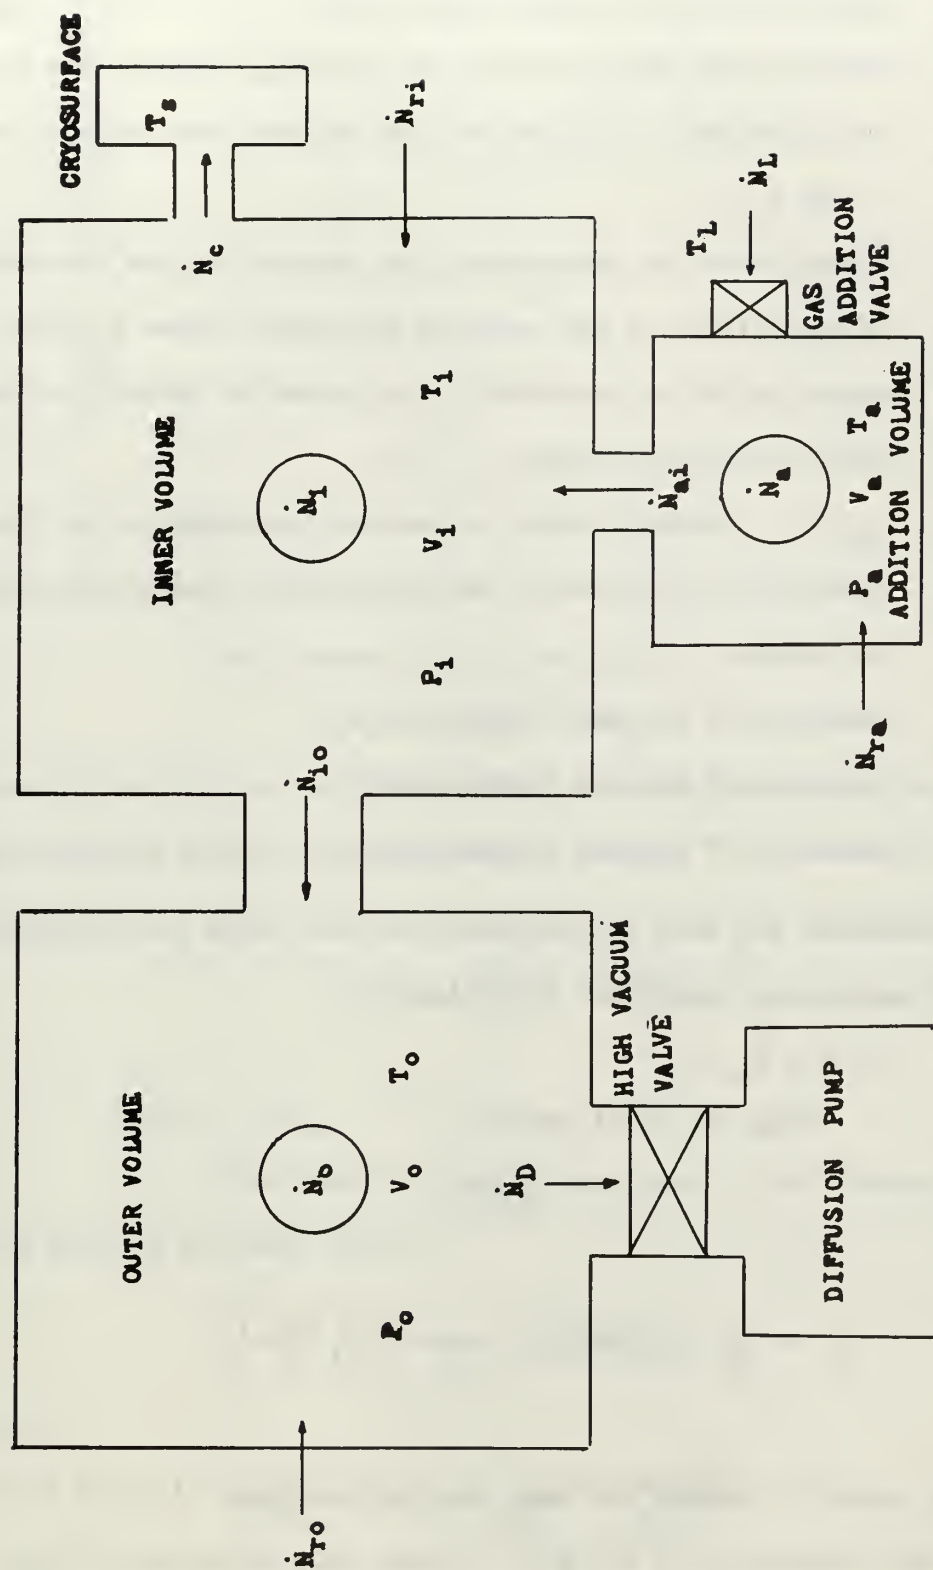 CRYOSURFACE
T_s
Ṅ_c
Ṅ_ri
INNER VOLUME
Ṅ_i
P_i V_i T_i
Ṅ_io
T_L
Ṅ_L
GAS
ADDITION
VALVE
Ṅ_ai
Ṅ_a
P_a V_a T_a
ADDITION VOLUME
Ṅ_ra
OUTER VOLUME
Ṅ_o
P_o V_o T_o
Ṅ_ro
Ṅ_D
HIGH VACUUM
VALVE
DIFFUSION PUMP